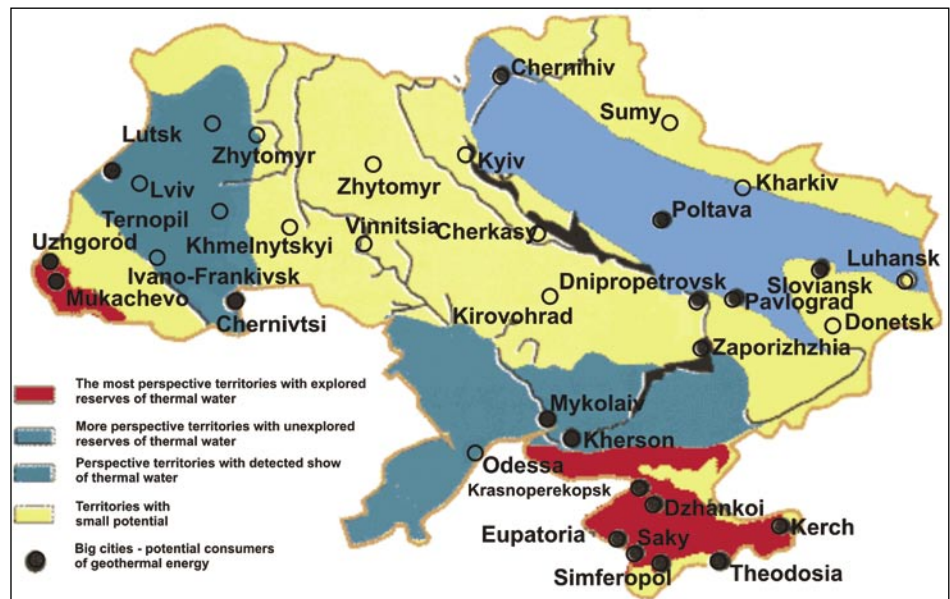 Chernihiv
Sumy
Lutsk
Zhytomyr
Kyiv
Zhytomyr
Kharkiv
Lviv
Poltava
Ternopil
Vinnitsia
Cherkasy
Uzhgorod
Khmelnytskyi
Luhansk
Ivano-Frankivsk
Dnipropetrovsk
Sloviansk
Mukachevo
Pavlograd
Chernivtsi
Kirovohrad
Donetsk
Zaporizhzhia
The most perspective territories with explored
reserves of thermal water
More perspective territories with unexplored
reserves of thermal water
Perspective territories with detected show
of thermal water
Territories with
small potential
Big cities - potential consumers
of geothermal energy
Mykolaiv
Kherson
Odessa
Krasnoperekopsk
Dzhankoi
Eupatoria
Saky
Kerch
Simferopol
Theodosia